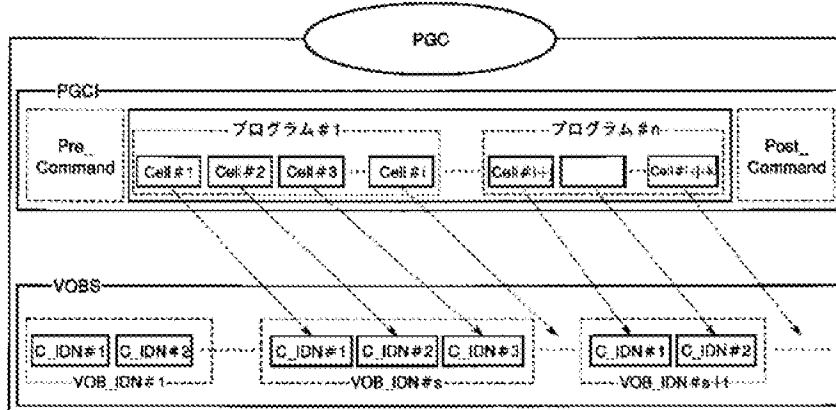 PGC
PGCI
プログラム#1
プログラム#n
Pre_
Command
Post_
Command
Cell#1
Cell#2
Cell#3
Cell#i
VOBS
C_IDN#1
C_IDN#2
C_IDN#1
C_IDN#2
C_IDN#3
C_IDN#1
C_IDN#2
VOB_IDN#1
VOB_IDN#s
VOB_IDN#s+t